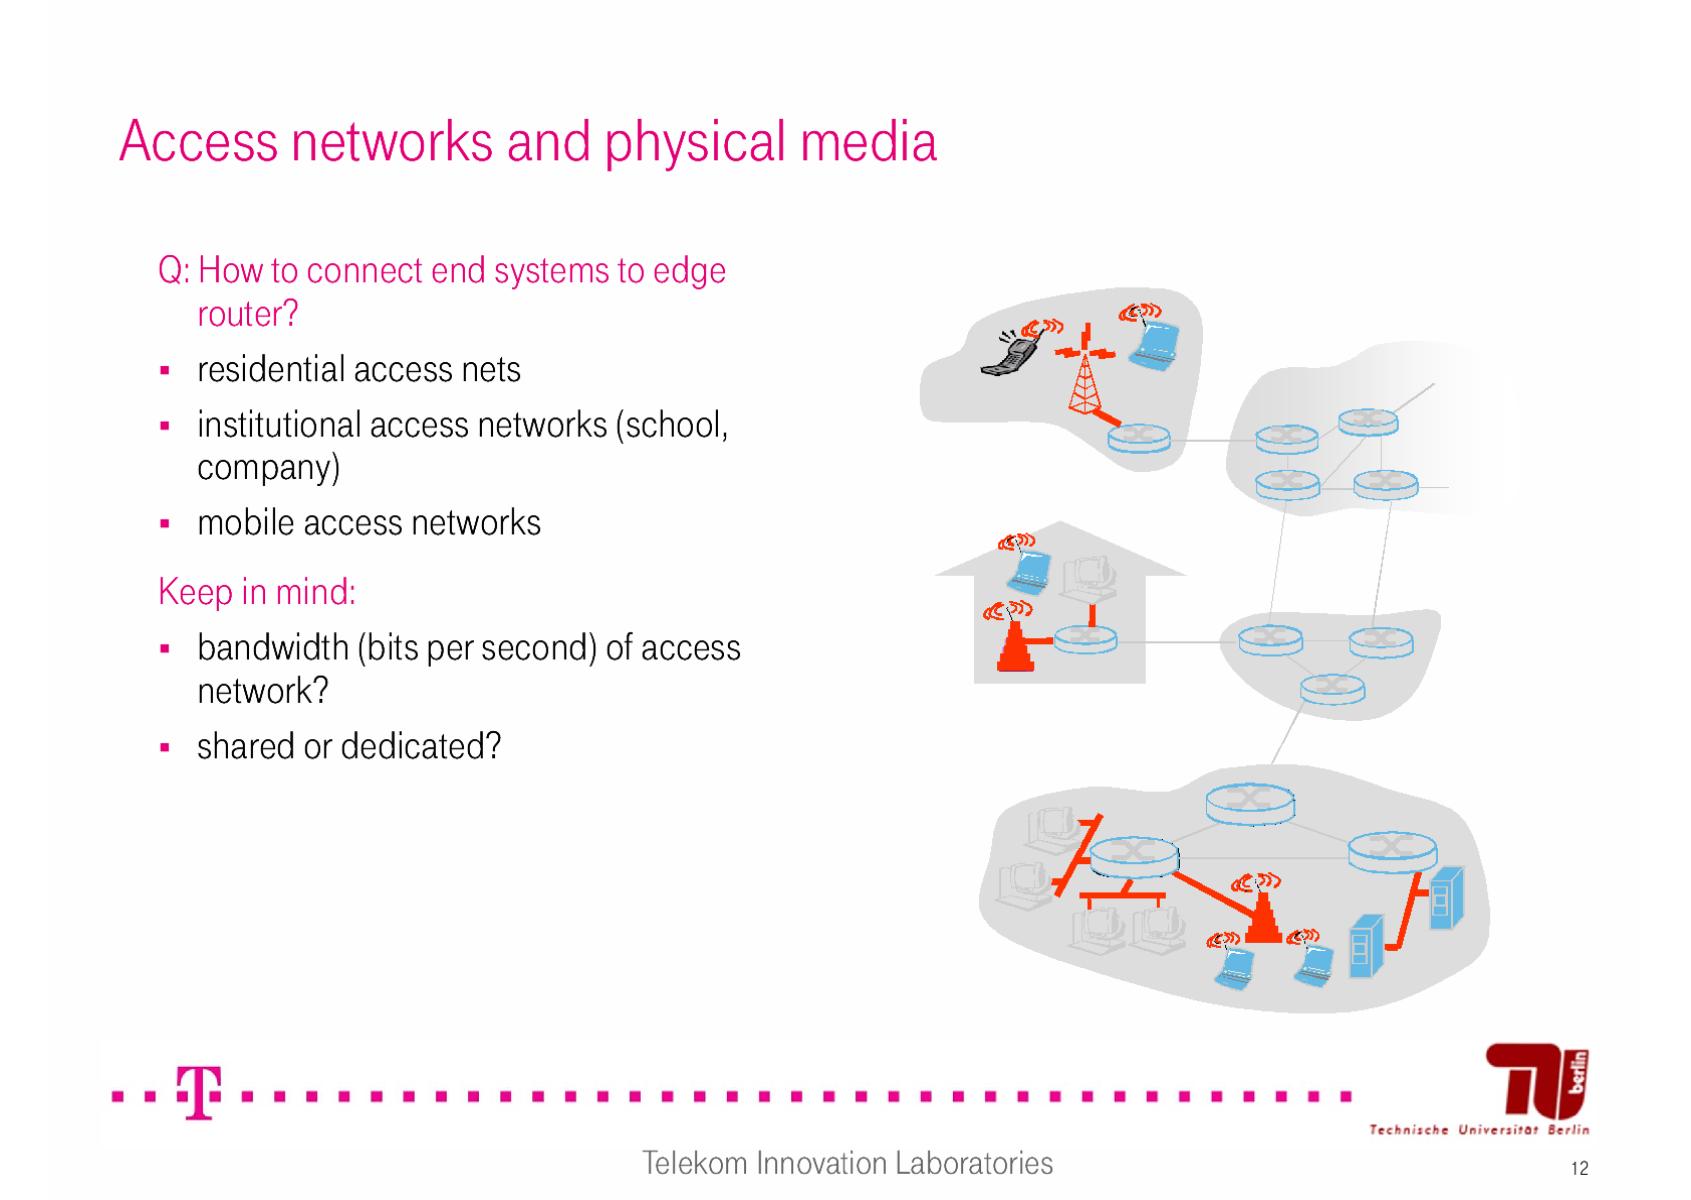 Access networks and physical media
Q: How to connect end systems to edge
router?
▪ residential access nets
▪ institutional access networks (school,
company)
▪ mobile access networks
Keep in mind:
▪ bandwidth (bits per second) of access
network?
▪ shared or dedicated?
T
berlin
Technische Universität Berlin
Telekom Innovation Laboratories
12